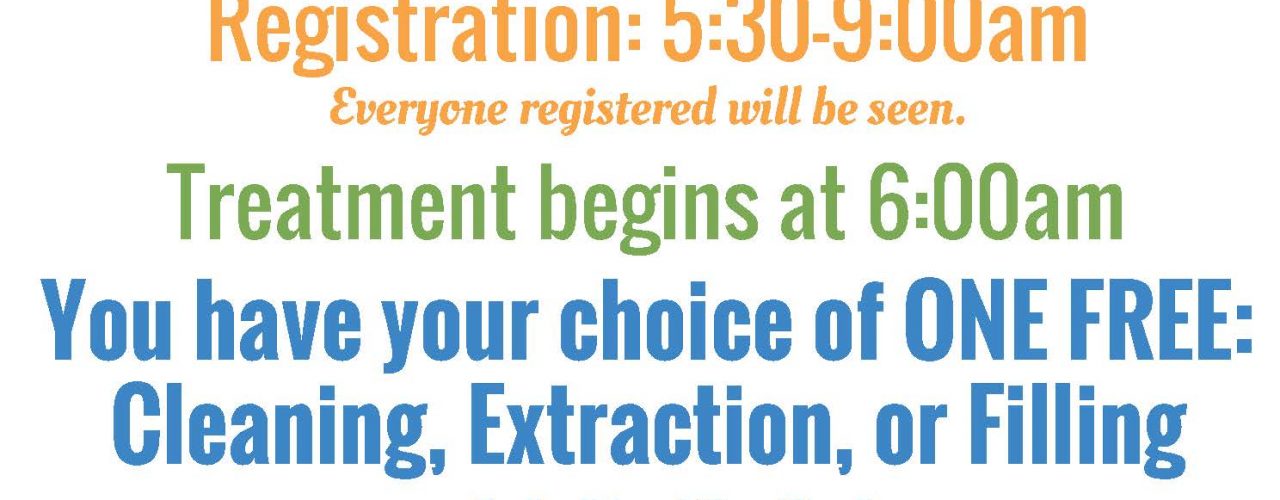 Registration: 5:30-9:00am
Everyone registered will be seen.
Treatment begins at 6:00am
You have your choice of ONE FREE:
Cleaning, Extraction, or Filling